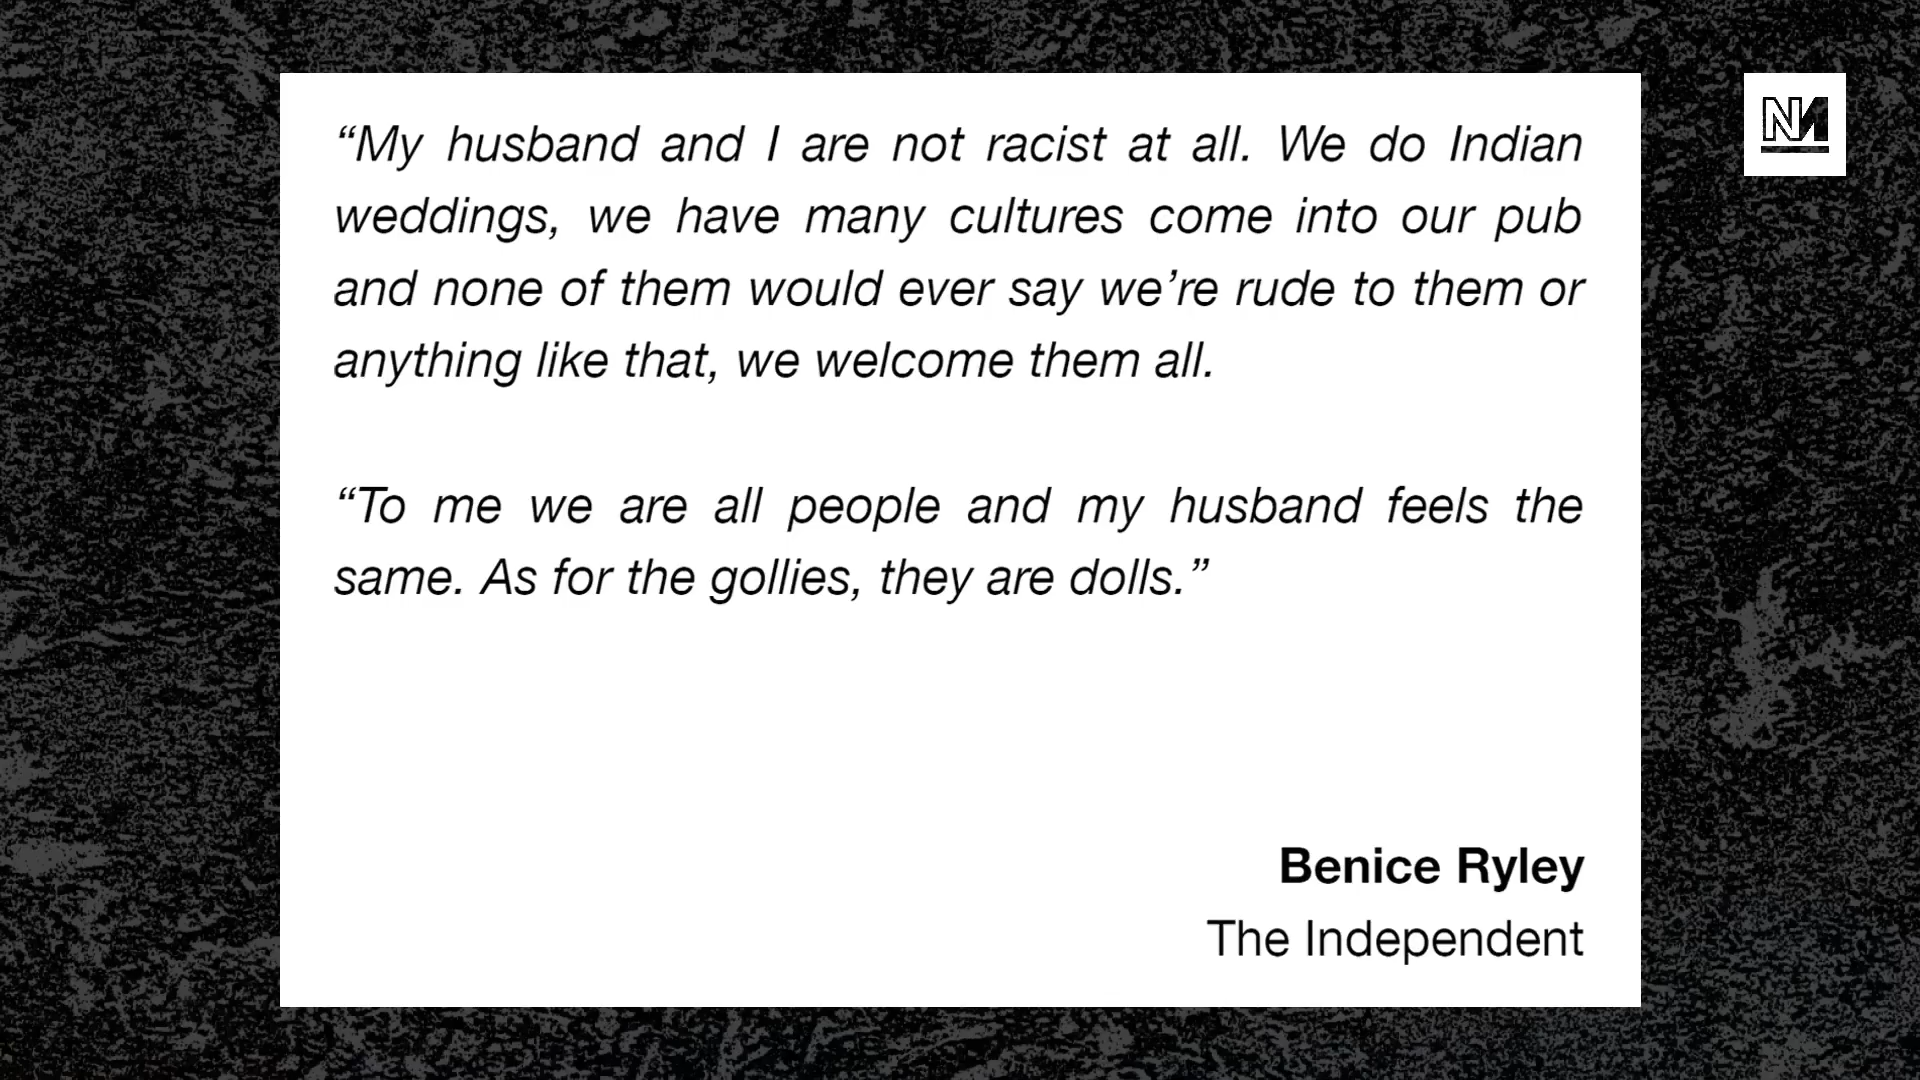 “My husband and I are not racist at all. We do Indian
weddings, we have many cultures come into our pub
and none of them would ever say we’re rude to them or
anything like that, we welcome them all.
“To me we are all people and my husband feels the
same. As for the gollies, they are dolls.”
Benice Ryley
The Independent
NM